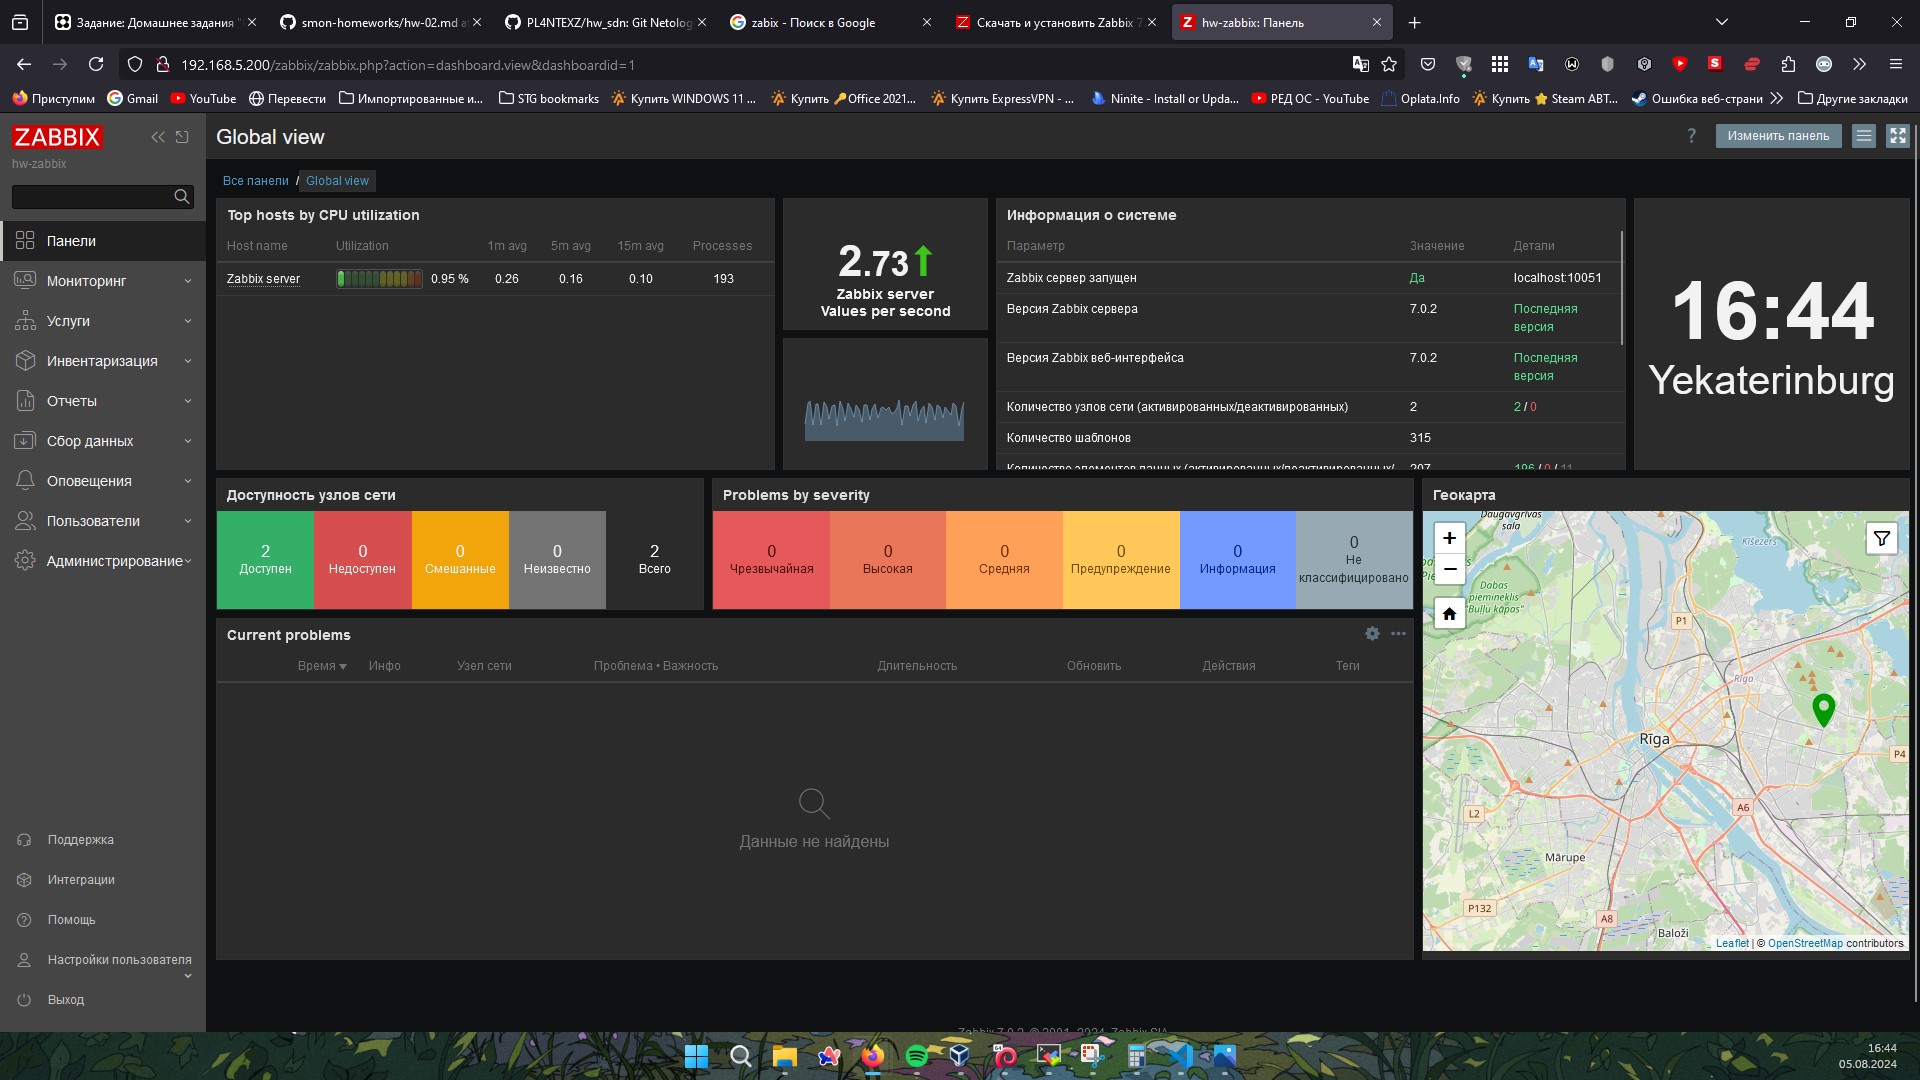 Задание: Домашнее задания "
smon-homeworks/hw-02.md a
PL4NTEXZ/hw_sdn: Git Netolog
zabix - Поиск в Google
Скачать и установить Zabbix 7
hw-zabbix: Панель
192.168.5.200/zabbix/zabbix.php?action=dashboard.view&dashboardid=1
Приступим
Gmail
YouTube
Перевести
Импортированные и...
STG bookmarks
Купить WINDOWS 11 ...
Купить 🔑Office 2021...
Купить ExpressVPN - ...
Ninite - Install or Upda...
РЕД ОС - YouTube
Oplata.Info
Купить ⭐ Steam АВТ...
Ошибка веб-страни
Другие закладки
ZABBIX
hw-zabbix
Панели
Мониторинг
Услуги
Инвентаризация
Отчеты
Сбор данных
Оповещения
Пользователи
Администрирование
Поддержка
Интеграции
Помощь
Настройки пользователя
Выход
Global view
?
Изменить панель
Все панели / Global view
Top hosts by CPU utilization
Host name Utilization 1m avg 5m avg 15m avg Processes
Zabbix server 0.95 % 0.26 0.16 0.10 193
2.73
Zabbix server
Values per second
Информация о системе
Параметр Значение Детали
Zabbix сервер запущен Да localhost:10051
Версия Zabbix сервера 7.0.2 Последняя
версия
Версия Zabbix веб-интерфейса 7.0.2 Последняя
версия
Количество узлов сети (активированных/деактивированных) 2 2 / 0
Количество шаблонов 315
Количество элементов данных (активированных/деактивированных/ 207 196 / 0 / 11
16:44
Yekaterinburg
Доступность узлов сети
2
Доступен
0
Недоступен
0
Смешанные
0
Неизвестно
2
Всего
Problems by severity
0
Чрезвычайная
0
Высокая
0
Средняя
0
Предупреждение
0
Информация
0
Не
классифицировано
Геокарта
Daugavgrīvas
sala
Ķīšezers
+
−
Dabas
piemineklis
"Buļļu kāpas"
P1
Rīga
Rīga
P4
A6
L2
Mārupe
P132
A8
Baloži
Leaflet | © OpenStreetMap contributors
Current problems
Время Инфо Узел сети Проблема • Важность Длительность Обновить Действия Теги
Данные не найдены
Zabbix 7.0.2. © 2001–2024, Zabbix SIA
16:44
05.08.2024